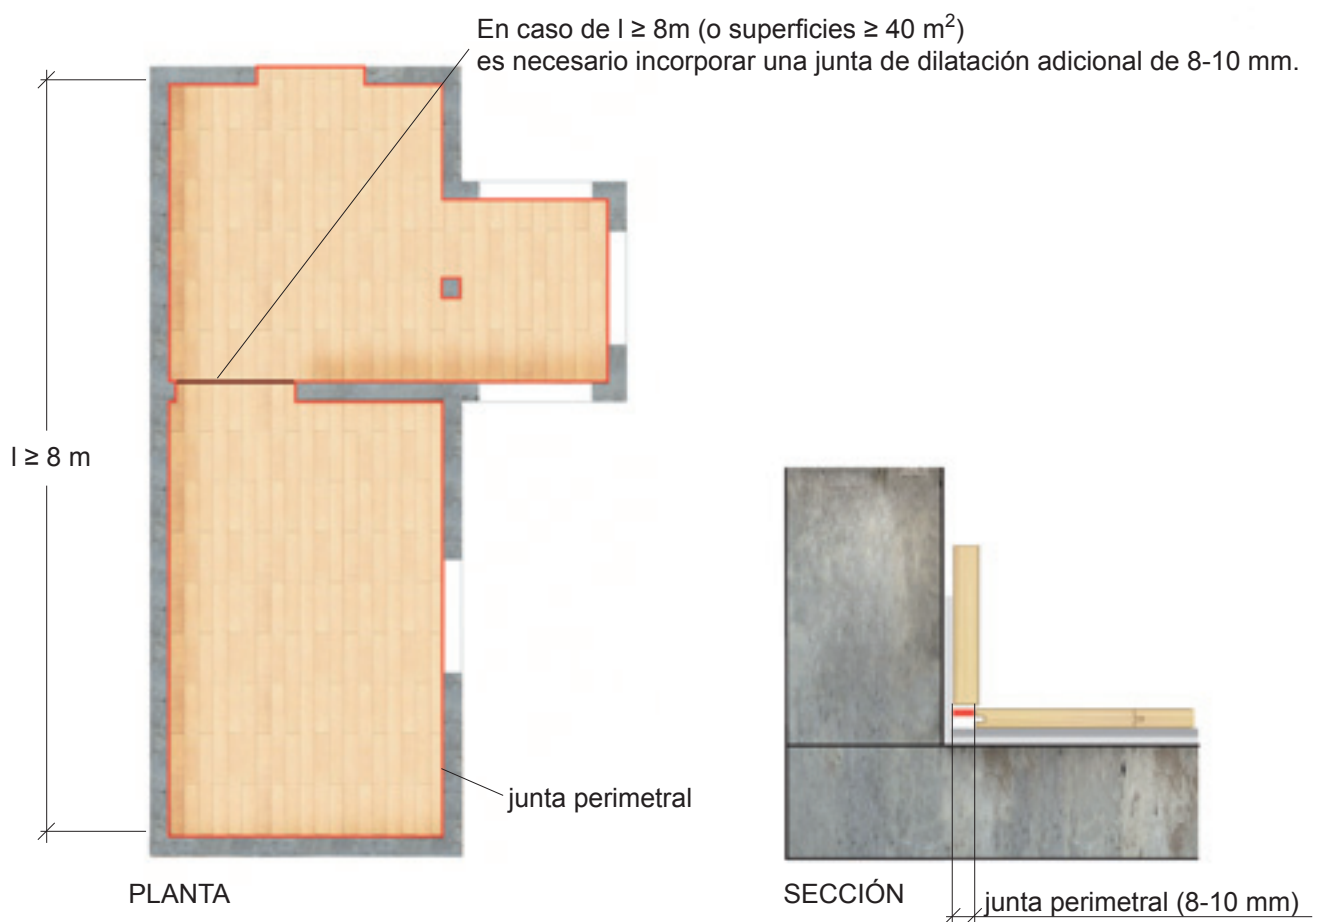 En caso de l ≥ 8m (o superficies ≥ 40 m²)
es necesario incorporar una junta de dilatación adicional de 8-10 mm.
l ≥ 8 m
junta perimetral
PLANTA
SECCIÓN
junta perimetral (8-10 mm)